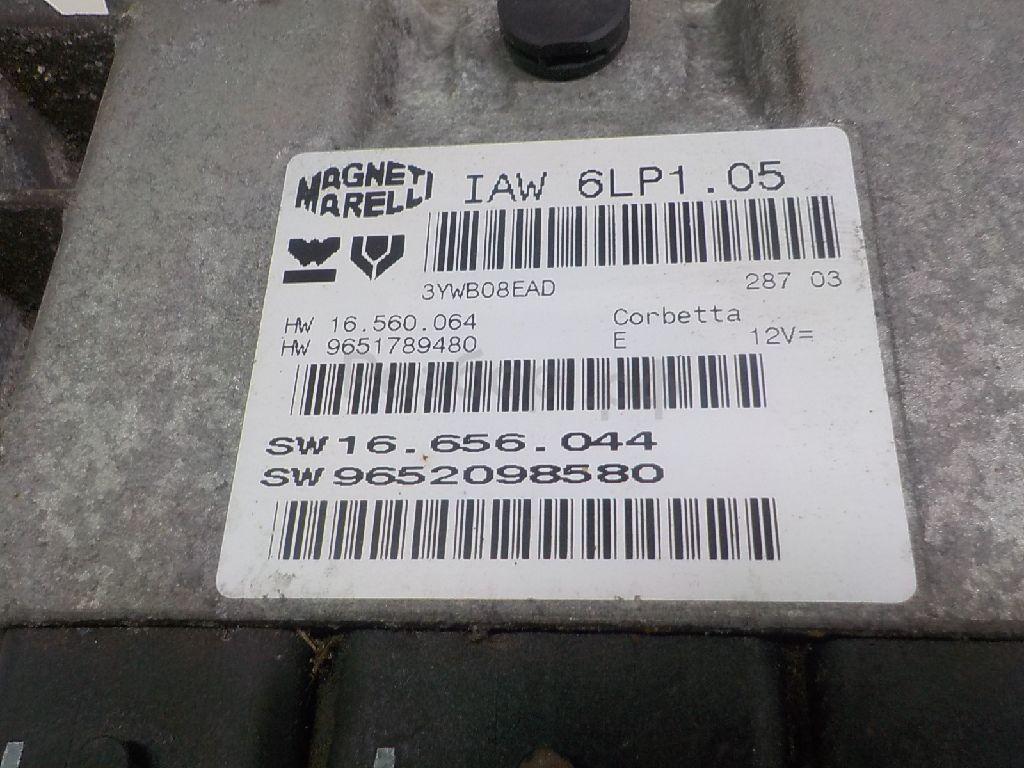 MAGNETI MARELLI
IAW 6LP1.05
3YWB08EAD 287 03
HW 16.560.064 Corbetta
HW 9651789480 E 12V=
SW 16.656.044
SW 9652098580